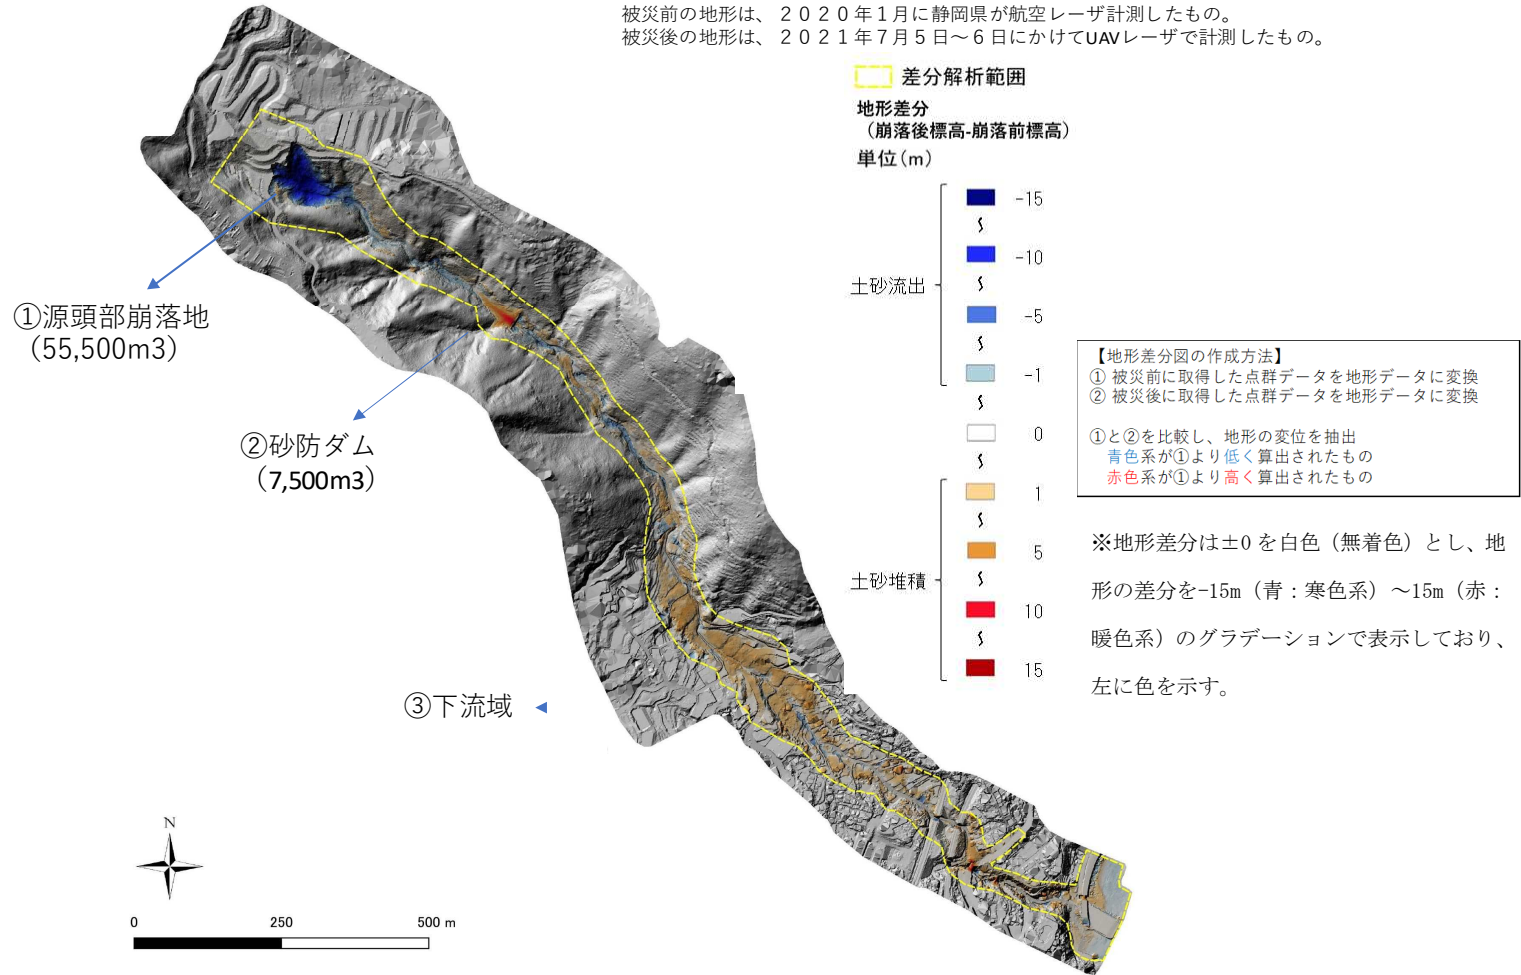 被災前の地形は、２０２０年１月に静岡県が航空レーザ計測したもの。
被災後の地形は、２０２１年７月５日～６日にかけてUAVレーザで計測したもの。
差分解析範囲
地形差分
（崩落後標高-崩落前標高）
単位(m)
土砂流出
-15
-10
-5
-1
0
土砂堆積
1
5
10
15
①源頭部崩落地
（55,500m3）
②砂防ダム
（7,500m3）
③下流域
【地形差分図の作成方法】
① 被災前に取得した点群データを地形データに変換
② 被災後に取得した点群データを地形データに変換
①と②を比較し、地形の変位を抽出
青色系が①より低く算出されたもの
赤色系が①より高く算出されたもの
※地形差分は±0 を白色（無着色）とし、地
形の差分を-15m（青：寒色系）～15m（赤：
暖色系）のグラデーションで表示しており、
左に色を示す。
N
0 250 500 m